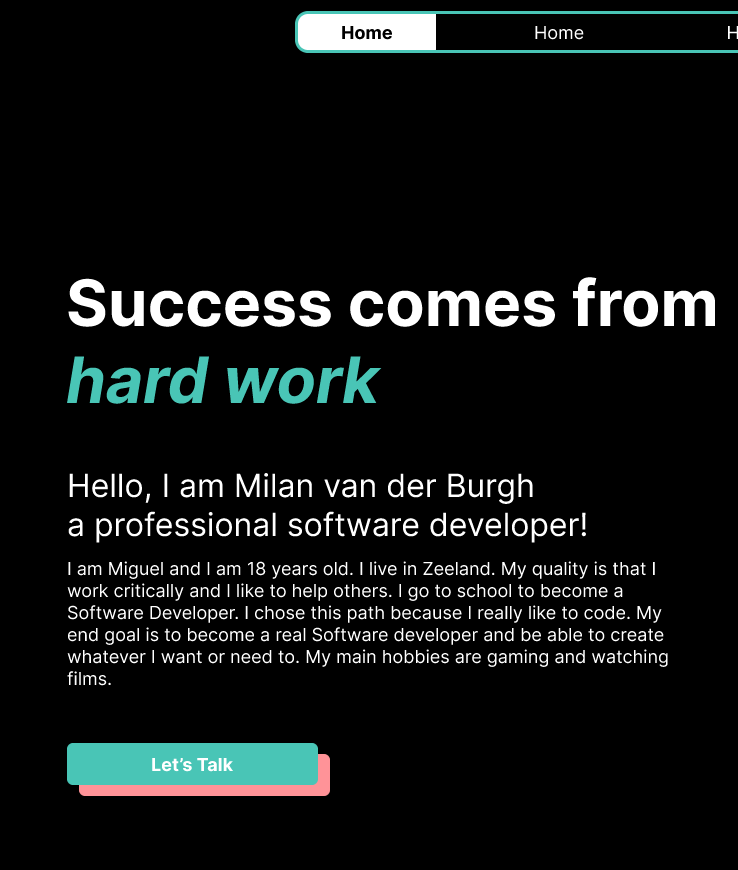 Home Home H
Success comes from
hard work
Hello, I am Milan van der Burgh
a professional software developer!
I am Miguel and I am 18 years old. I live in Zeeland. My quality is that I
work critically and I like to help others. I go to school to become a
Software Developer. I chose this path because I really like to code. My
end goal is to become a real Software developer and be able to create
whatever I want or need to. My main hobbies are gaming and watching
films.
Let’s Talk